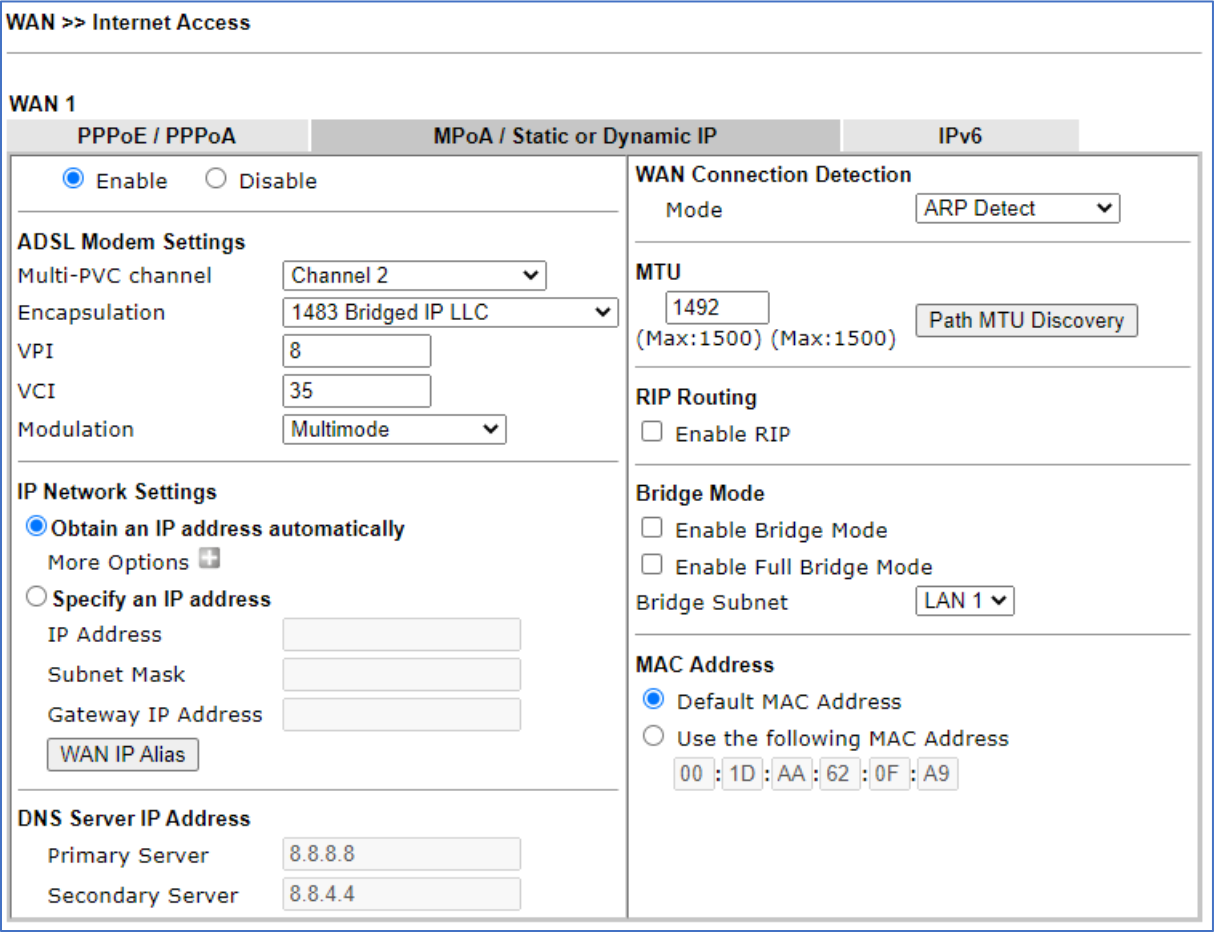 WAN >> Internet Access
WAN 1
PPPoE / PPPoA
MPoA / Static or Dynamic IP
IPv6
Enable Disable
ADSL Modem Settings
Multi-PVC channel Channel 2
Encapsulation 1483 Bridged IP LLC
VPI 8
VCI 35
Modulation Multimode
IP Network Settings
Obtain an IP address automatically
More Options
Specify an IP address
IP Address
Subnet Mask
Gateway IP Address
WAN IP Alias
DNS Server IP Address
Primary Server 8.8.8.8
Secondary Server 8.8.4.4
WAN Connection Detection
Mode ARP Detect
MTU
1492
(Max:1500) (Max:1500) Path MTU Discovery
RIP Routing
Enable RIP
Bridge Mode
Enable Bridge Mode
Enable Full Bridge Mode
Bridge Subnet LAN 1
MAC Address
Default MAC Address
Use the following MAC Address
00 : 1D : AA : 62 : 0F : A9